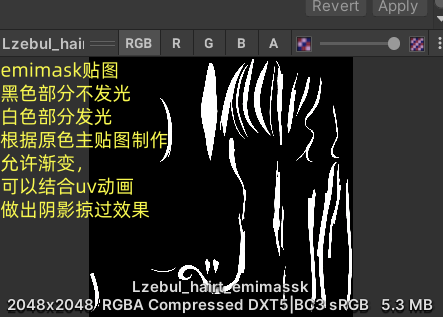 Revert Apply
Lzebul_hair RGB R G B A
emimask贴图
黑色部分不发光
白色部分发光
根据原色主贴图制作
允许渐变，
可以结合uv动画
做出阴影掠过效果
Lzebul_hairt_emimassk
2048x2048 RGBA Compressed DXT5|BC3 sRGB 5.3 MB